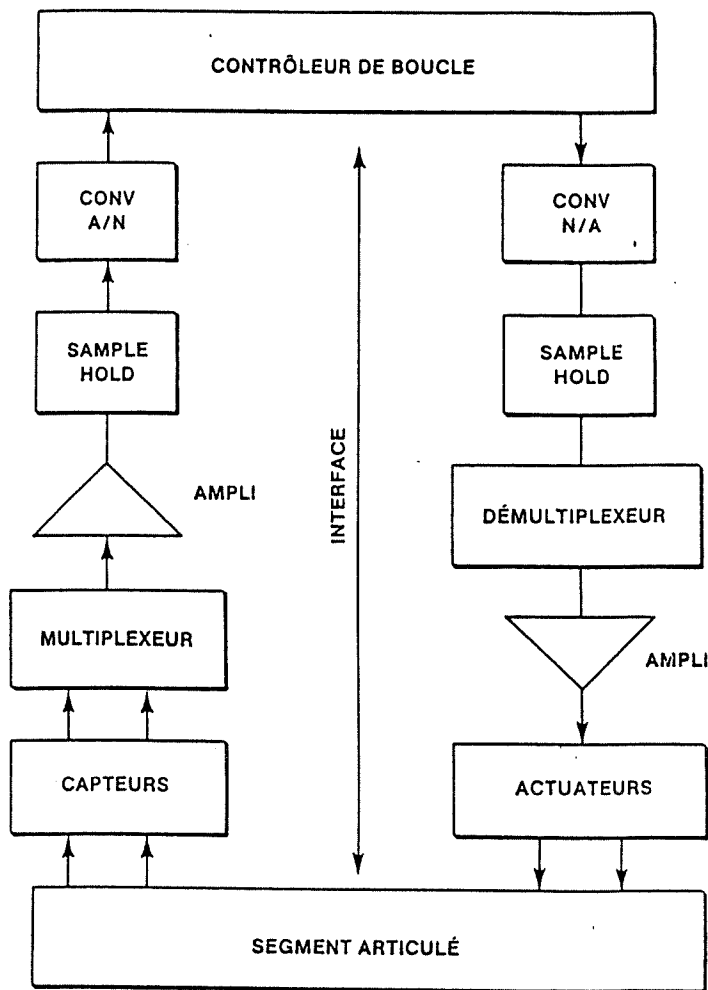 CONTRÔLEUR DE BOUCLE
CONV
A/N
CONV
N/A
SAMPLE
HOLD
SAMPLE
HOLD
INTERFACE
AMPLI
DÉMULTIPLEXEUR
MULTIPLEXEUR
AMPLI
CAPTEURS
ACTUATEURS
SEGMENT ARTICULÉ